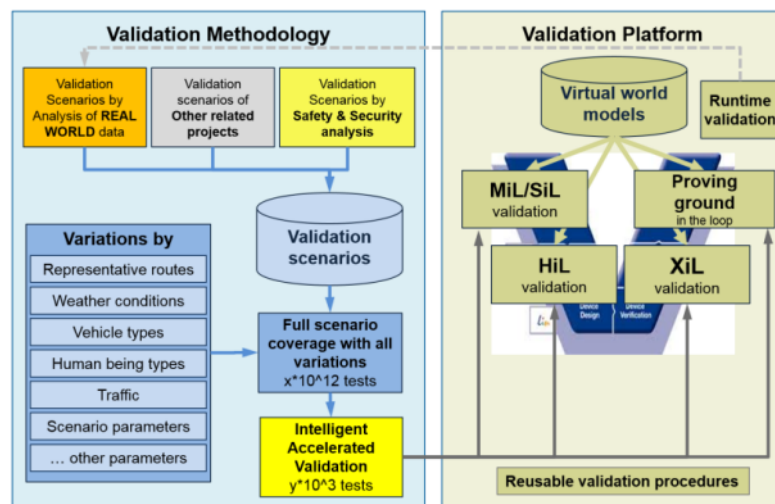 Validation Methodology
Validation
Scenarios by
Analysis of REAL
WORLD data
Validation
scenarios of
Other related
projects
Validation
Scenarios by
Safety & Security
analysis
Validation
scenarios
Variations by
Representative routes
Weather conditions
Vehicle types
Human being types
Traffic
Scenario parameters
... other parameters
Full scenario
coverage with all
variations
x*10^12 tests
Intelligent
Accelerated
Validation
y*10^3 tests
Validation Platform
Virtual world
models
Runtime
validation
MiL/SiL
validation
Proving
ground
in the loop
HiL
validation
XiL
validation
Device
Design
Device
Verification
Reusable validation procedures